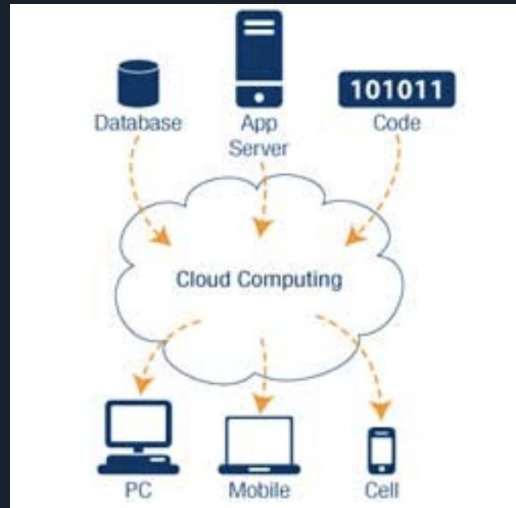 101011
Database
App
Server
Code
Cloud Computing
PC
Mobile
Cell